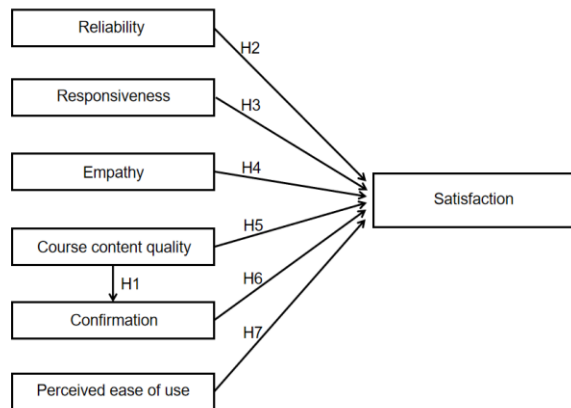 Reliability
H2
Responsiveness
H3
Empathy
H4
Satisfaction
Course content quality
H5
H1
H6
Confirmation
H7
Perceived ease of use